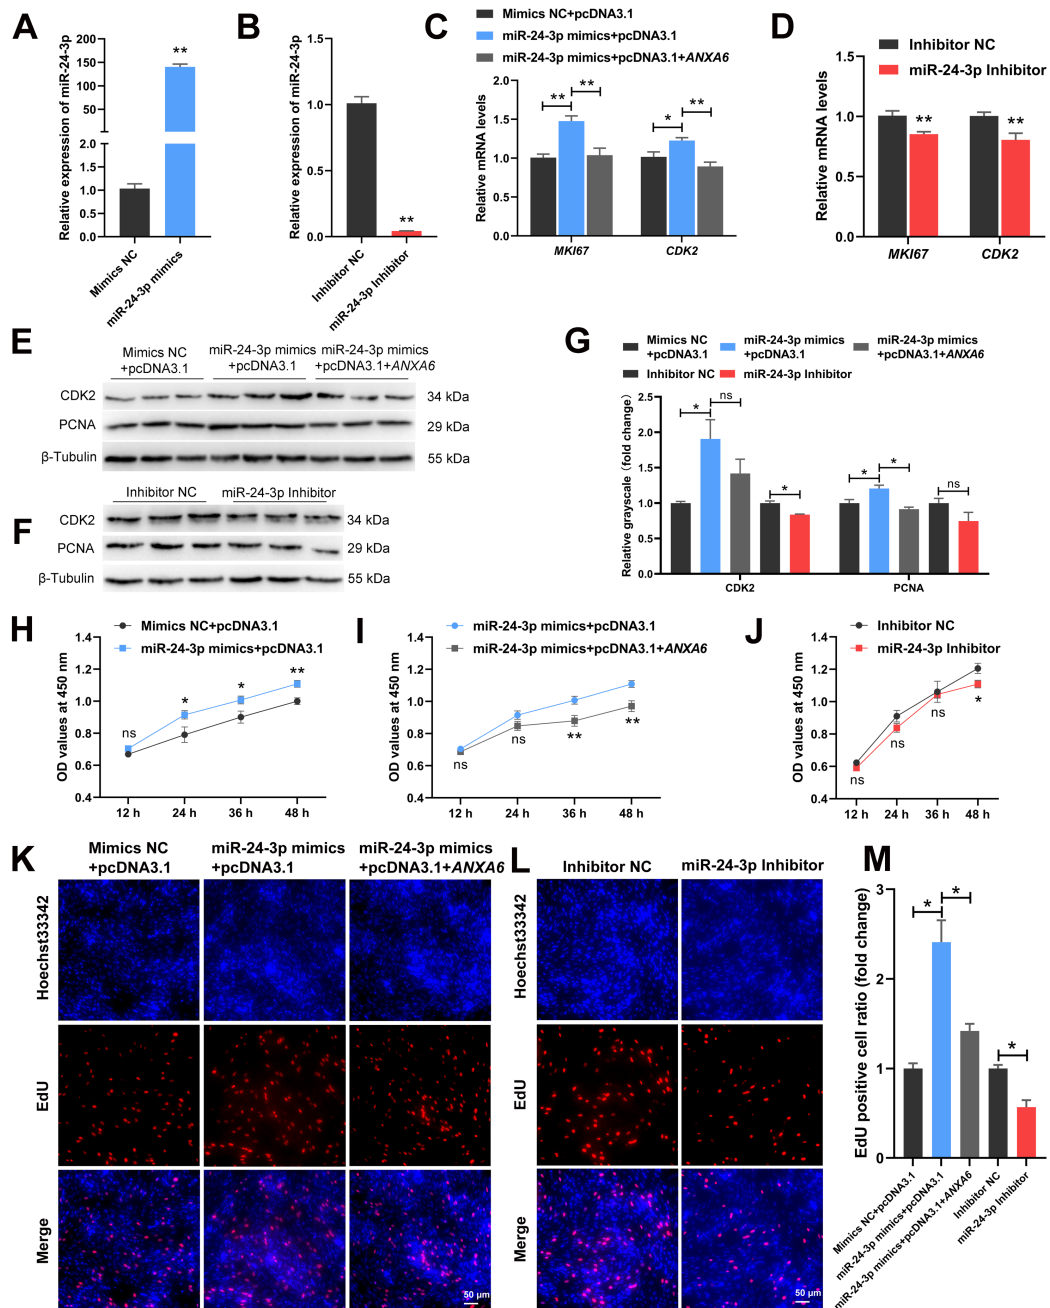 A
Relative expression of miR-24-3p
200
150
100
50
2.0
1.5
1.0
0.5
0.0
**
Mimics NC
miR-24-3p mimics
B
Relative expression of miR-24-3p
1.5
1.0
0.5
0.0
**
Inhibitor NC
miR-24-3p Inhibitor
C
Mimics NC+pcDNA3.1
miR-24-3p mimics+pcDNA3.1
miR-24-3p mimics+pcDNA3.1+ANXA6
Relative mRNA levels
2.0
1.5
1.0
0.5
0.0
** **
* **
MKI67 CDK2
D
Inhibitor NC
miR-24-3p Inhibitor
Relative mRNA levels
1.5
1.0
0.5
0.0
** **
MKI67 CDK2
E
Mimics NC +pcDNA3.1
miR-24-3p mimics +pcDNA3.1
miR-24-3p mimics +pcDNA3.1+ANXA6
CDK2 34 kDa
PCNA 29 kDa
β-Tubulin 55 kDa
F
Inhibitor NC miR-24-3p Inhibitor
CDK2 34 kDa
PCNA 29 kDa
β-Tubulin 55 kDa
G
Mimics NC +pcDNA3.1
miR-24-3p mimics +pcDNA3.1
miR-24-3p mimics +pcDNA3.1+ANXA6
Inhibitor NC miR-24-3p Inhibitor
Relative grayscale (fold change)
2.5
2.0
1.5
1.0
0.5
0.0
* ns *
* * ns
CDK2 PCNA
H
Mimics NC+pcDNA3.1
miR-24-3p mimics+pcDNA3.1
OD values at 450 nm
1.4
1.2
1.0
0.8
0.6
0.4
ns * * **
12 h 24 h 36 h 48 h
I
miR-24-3p mimics+pcDNA3.1
miR-24-3p mimics+pcDNA3.1+ANXA6
OD values at 450 nm
1.4
1.2
1.0
0.8
0.6
0.4
ns ns ** **
12 h 24 h 36 h 48 h
J
Inhibitor NC
miR-24-3p Inhibitor
OD values at 450 nm
1.4
1.2
1.0
0.8
0.6
0.4
ns ns ns *
12 h 24 h 36 h 48 h
K
Mimics NC +pcDNA3.1
miR-24-3p mimics +pcDNA3.1
miR-24-3p mimics +pcDNA3.1+ANXA6
Hoechst33342
EdU
Merge
50 μm
L
Inhibitor NC miR-24-3p Inhibitor
Hoechst33342
EdU
Merge
50 μm
M
EdU positive cell ratio (fold change)
3
2
1
0
* * *
Mimics NC+pcDNA3.1
miR-24-3p mimics+pcDNA3.1
miR-24-3p mimics+pcDNA3.1+ANXA6
Inhibitor NC
miR-24-3p Inhibitor